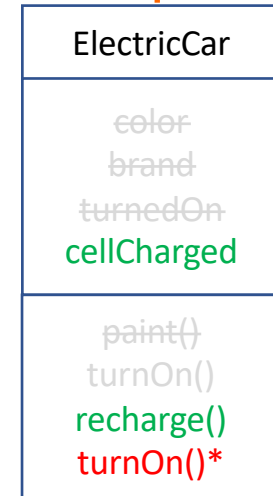 ElectricCar
color
brand
turnedOn
cellCharged
paint()
turnOn()
recharge()
turnOn()*